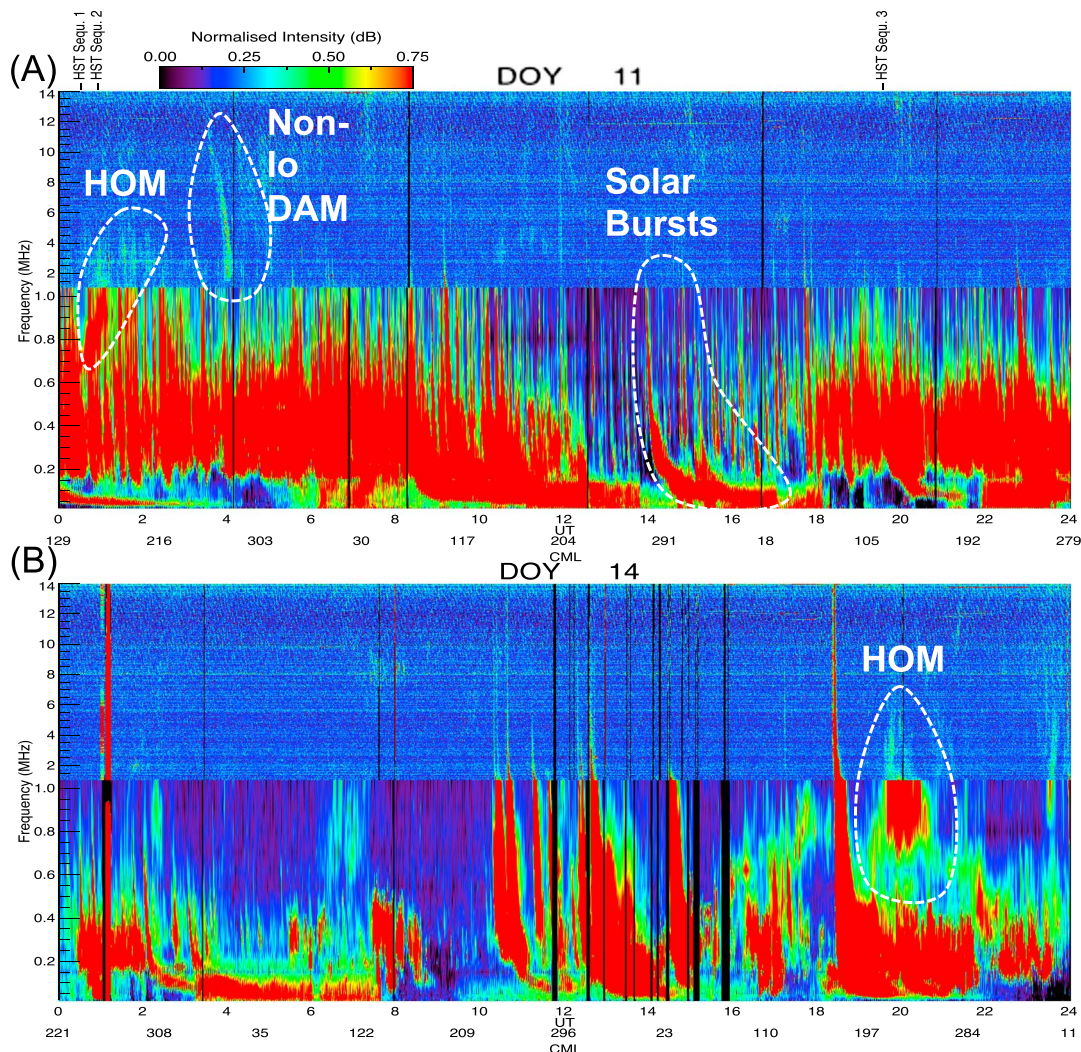 HST Sequ. 1
HST Sequ. 2
HST Sequ. 3
Normalised Intensity (dB)
0.00 0.25 0.50 0.75
(A)
DOY 11
14
12
10
8
6
4
2
1.0
0.8
0.6
0.4
0.2
Frequency (MHz)
HOM
Non-
Io
DAM
Solar
Bursts
0 2 4 6 8 10 12 14 16 18 20 22 24
UT
129 216 303 30 117 204 291 18 105 192 279
CML
(B)
DOY 14
14
12
10
8
6
4
2
1.0
0.8
0.6
0.4
0.2
Frequency (MHz)
HOM
0 2 4 6 8 10 12 14 16 18 20 22 24
UT
221 308 35 122 209 296 23 110 197 284 11
CML